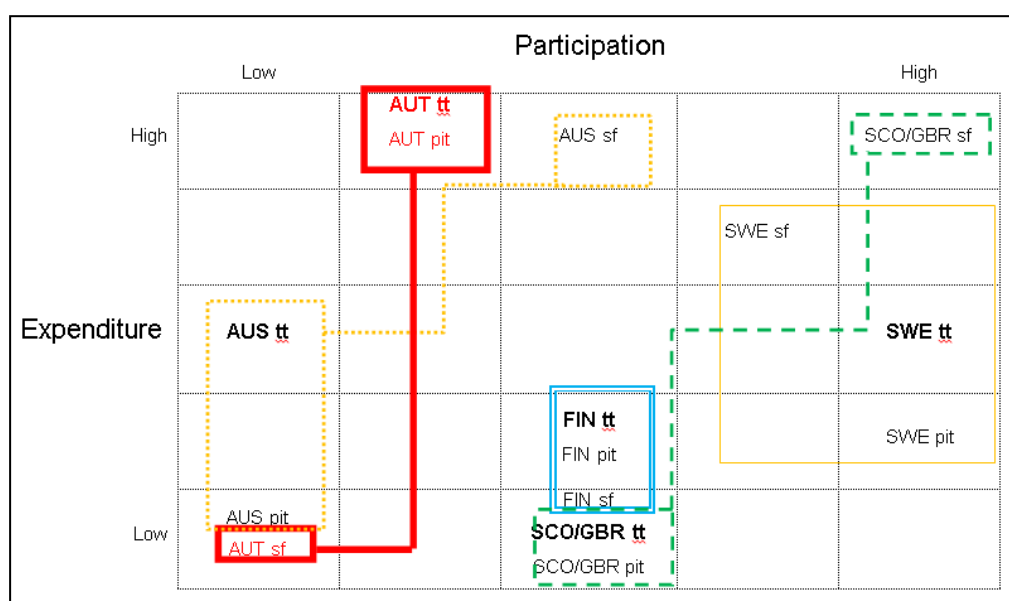 Participation
Low High
High AUT tt AUS sf SCO/GBR sf
AUT pit
SWE sf
Expenditure AUS tt SWE tt
FIN tt
SWE pit
FIN pit
FIN sf
AUS pit
Low SCO/GBR tt
AUT sf
SCO/GBR pit